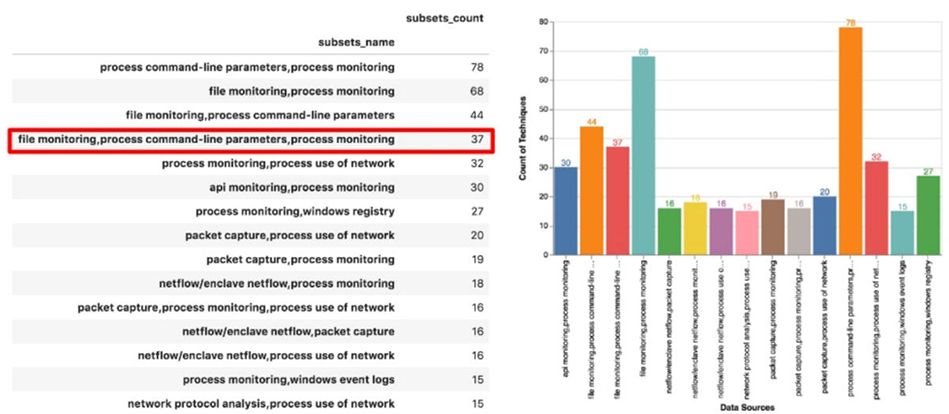 subsets_count
subsets_name
process command-line parameters,process monitoring 78
file monitoring,process monitoring 68
file monitoring,process command-line parameters 44
file monitoring,process command-line parameters,process monitoring 37
process monitoring,process use of network 32
api monitoring,process monitoring 30
process monitoring,windows registry 27
packet capture,process use of network 20
packet capture,process monitoring 19
netflow/enclave netflow,process monitoring 18
packet capture,process monitoring,process use of network 16
netflow/enclave netflow,packet capture 16
netflow/enclave netflow,process use of network 16
process monitoring,windows event logs 15
network protocol analysis,process use of network 15
Count of Techniques
80
70
60
50
40
30
20
10
0
30
44
37
68
16
18
16
15
19
16
20
78
32
15
27
api monitoring,process monitoring
file monitoring,process command-line ...
file monitoring,process command-line ...
file monitoring,process monitoring
netflow/enclave netflow,packet capture
netflow/enclave netflow,process monit...
netflow/enclave netflow,process use o...
network protocol analysis,process use...
packet capture,process monitoring
packet capture,process monitoring,pr...
packet capture,process use of network
process command-line parameters,pr...
process monitoring,process use of net...
process monitoring,windows event logs
process monitoring,windows registry
Data Sources